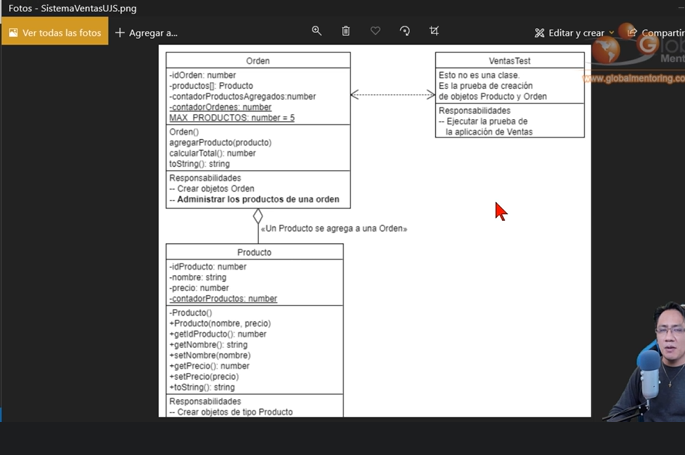 Fotos - SistemaVentasUJS.png
Ver todas las fotos
Agregar a...
Editar y crear
Compartir
Global
Mentoring
www.globalmentoring.com
Orden
-idOrden: number
-productos[]: Producto
-contadorProductosAgregados:number
-contadorOrdenes: number
MAX_PRODUCTOS: number = 5
Orden()
agregarProducto(producto)
calcularTotal(): number
toString(): string
Responsabilidades
-- Crear objetos Orden
-- Administrar los productos de una orden
VentasTest
Esto no es una clase.
Es la prueba de creación
de objetos Producto y Orden
Responsabilidades
-- Ejecutar la prueba de
la aplicación de Ventas
«Un Producto se agrega a una Orden»
Producto
-idProducto: number
-nombre: string
-precio: number
-contadorProductos: number
-Producto()
+Producto(nombre, precio)
+getIdProducto(): number
+getNombre(): string
+setNombre(nombre)
+getPrecio(): number
+setPrecio(precio)
+toString(): string
Responsabilidades
-- Crear objetos de tipo Producto